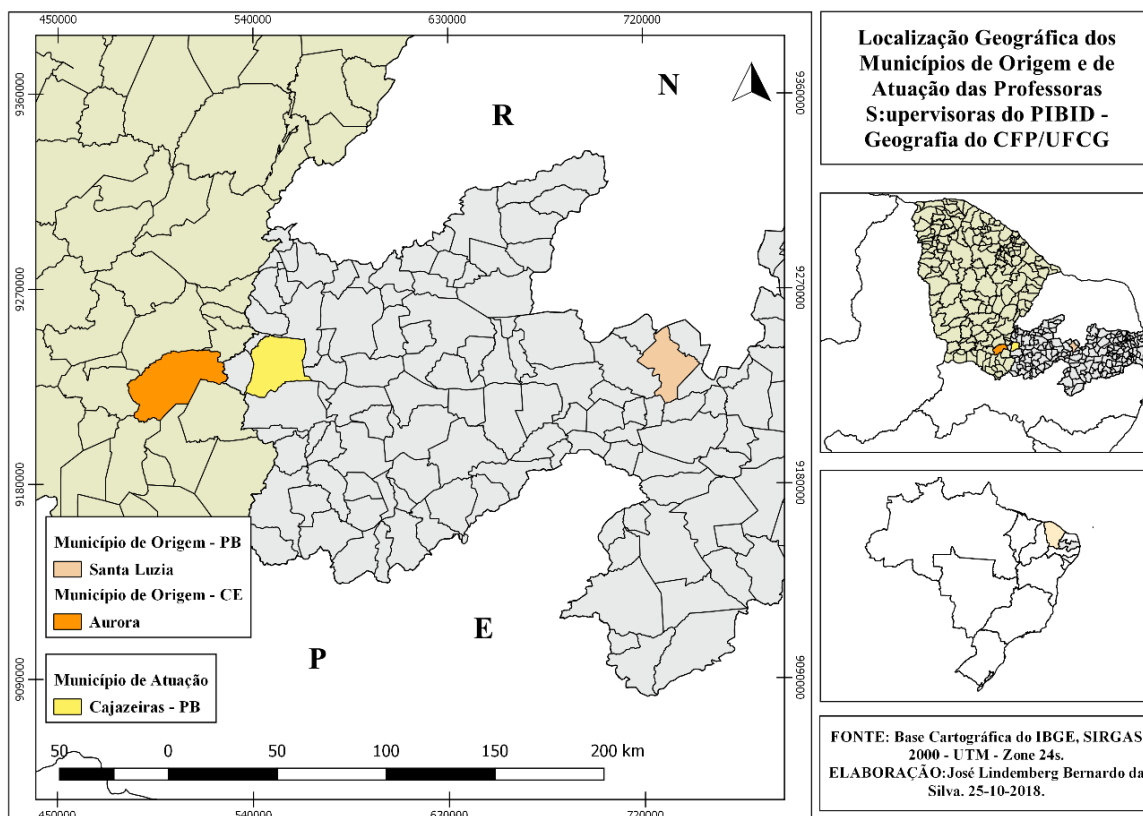 450000
540000
630000
720000
Localização Geográfica dos
Municípios de Origem e de
Atuação das Professoras
S:upervisoras do PIBID -
Geografia do CFP/UFCG
N
R
9360000
9360000
9270000
9270000
9180000
9180000
9090000
9090000
Município de Origem - PB
Santa Luzia
Município de Origem - CE
Aurora
E
P
Município de Atuação
Cajazeiras - PB
50 0 50 100 150 200 km
450000
540000
630000
720000
FONTE: Base Cartográfica do IBGE, SIRGAS
2000 - UTM - Zone 24s.
ELABORAÇÃO:José Lindemberg Bernardo da
Silva. 25-10-2018.